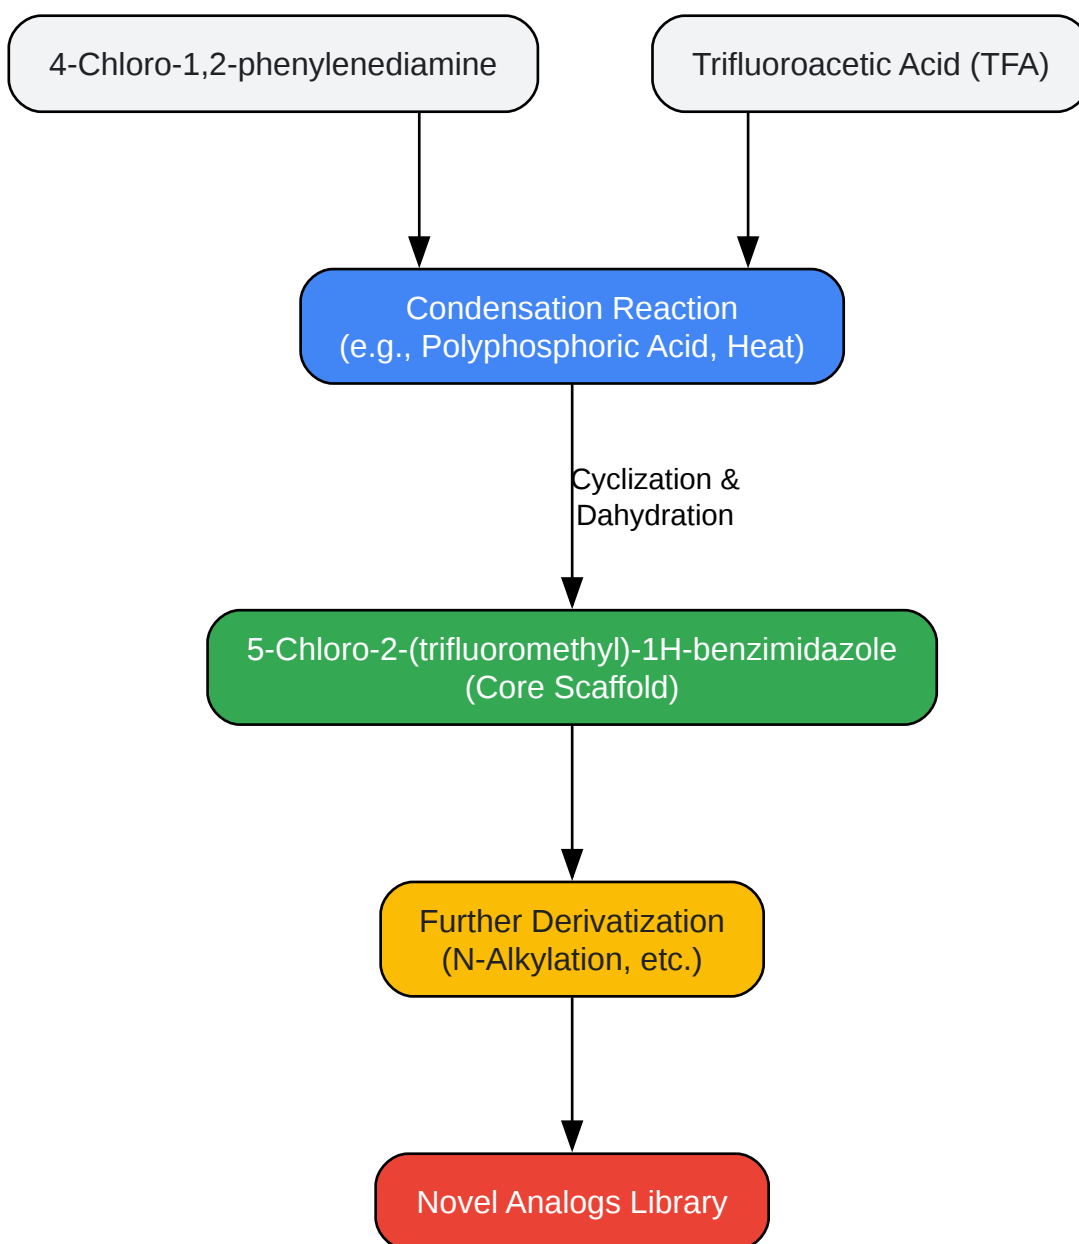 4-Chloro-1,2-phenylenediamine
Trifluoroacetic Acid (TFA)
Condensation Reaction
(e.g., Polyphosphoric Acid, Heat)
Cyclization &
Dahydration
5-Chloro-2-(trifluoromethyl)-1H-benzimidazole
(Core Scaffold)
Further Derivatization
(N-Alkylation, etc.)
Novel Analogs Library